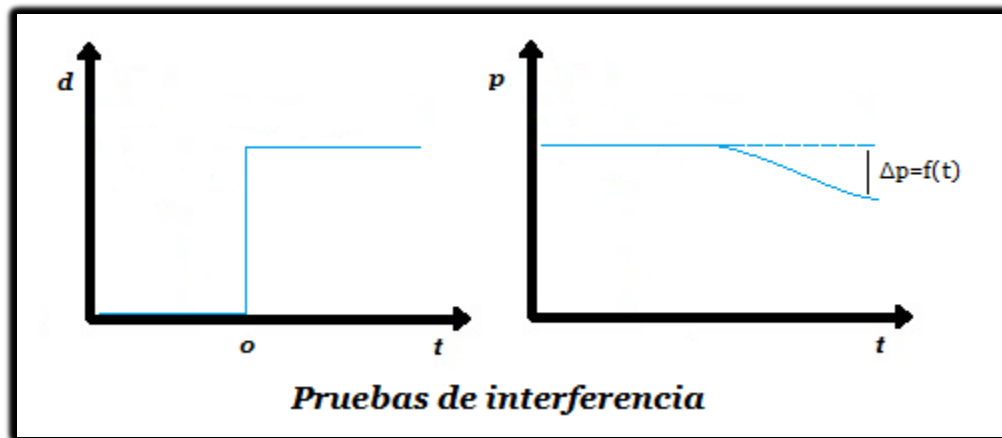 d
o
t
p
Δp=f(t)
t
Pruebas de interferencia